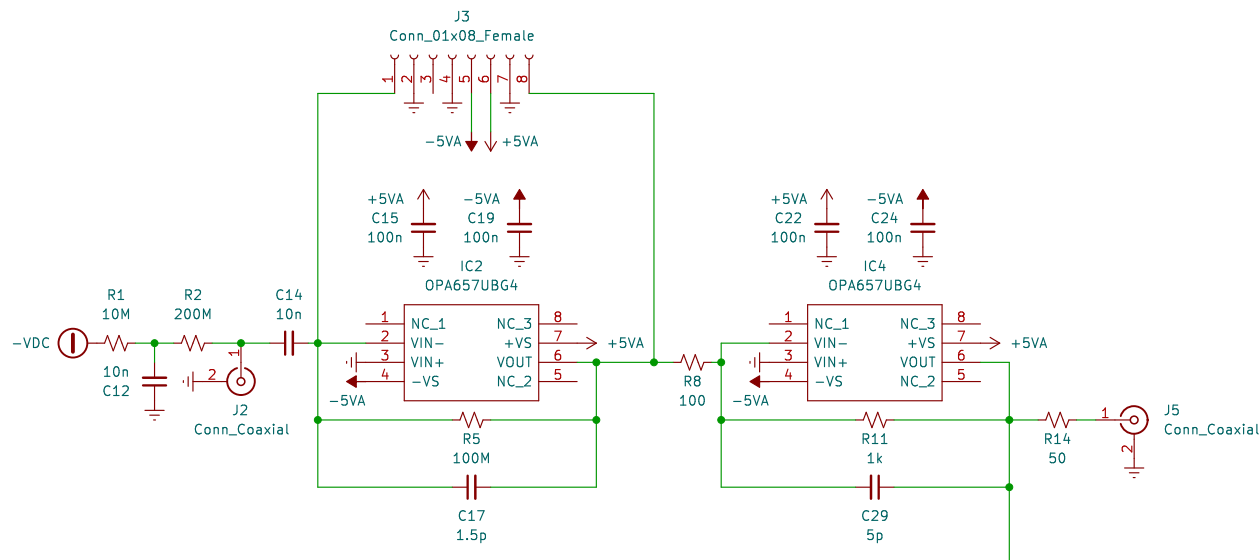 J3
Conn_01x08_Female
1
2
3
4
5
6
7
8
-5VA
+5VA
+5VA
C15
100n
-5VA
C19
100n
+5VA
C22
100n
-5VA
C24
100n
IC2
OPA657UBG4
IC4
OPA657UBG4
R1
10M
R2
200M
C14
10n
-VDC
10n
C12
1
2
J2
Conn_Coaxial
1
2
3
4
NC_1
VIN-
VIN+
-VS
NC_3
+VS
VOUT
NC_2
8
7
6
5
+5VA
-5VA
R5
100M
C17
1.5p
R8
100
1
2
3
4
NC_1
VIN-
VIN+
-VS
NC_3
+VS
VOUT
NC_2
8
7
6
5
+5VA
-5VA
R11
1k
C29
5p
R14
50
1
2
J5
Conn_Coaxial